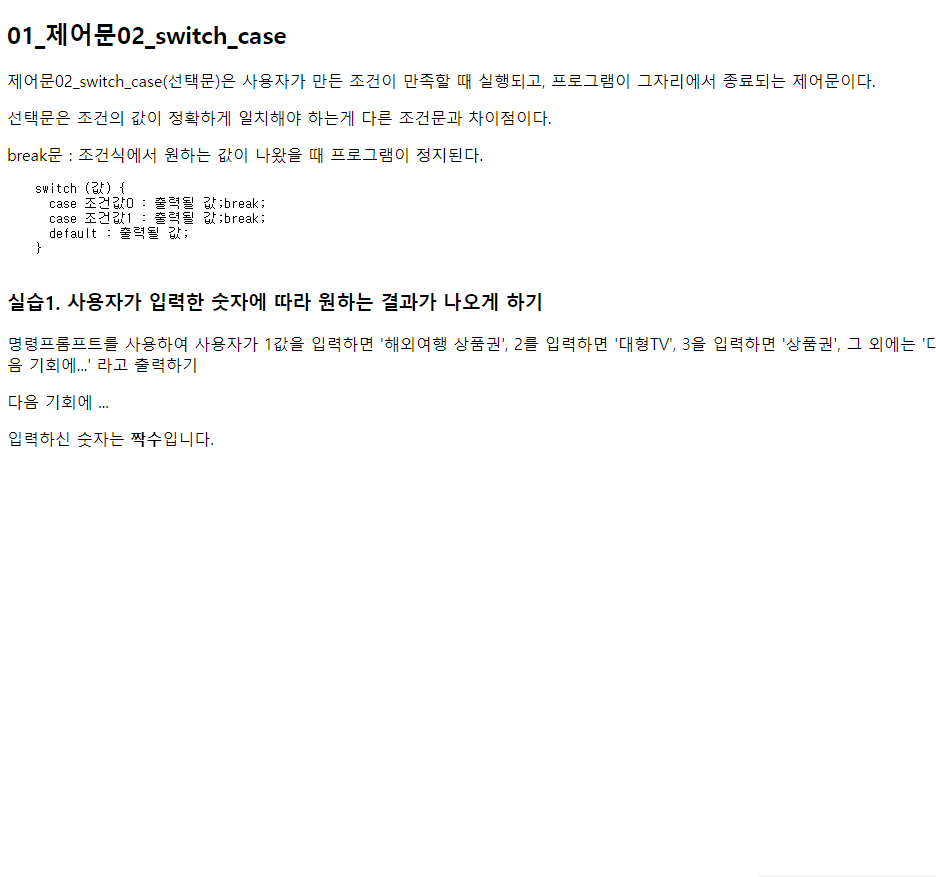 01_제어문02_switch_case
제어문02_switch_case(선택문)은 사용자가 만든 조건이 만족할 때 실행되고, 프로그램이 그자리에서 종료되는 제어문이다.
선택문은 조건의 값이 정확하게 일치해야 하는게 다른 조건문과 차이점이다.
break문 : 조건식에서 원하는 값이 나왔을 때 프로그램이 정지된다.
switch (값) {
case 조건값0 : 출력될 값;break;
case 조건값1 : 출력될 값;break;
default : 출력될 값;
}
실습1. 사용자가 입력한 숫자에 따라 원하는 결과가 나오게 하기
명령프롬프트를 사용하여 사용자가 1값을 입력하면 '해외여행 상품권', 2를 입력하면 '대형TV', 3을 입력하면 '상품권', 그 외에는 '다
음 기회에...' 라고 출력하기
다음 기회에 ...
입력하신 숫자는 짝수입니다.